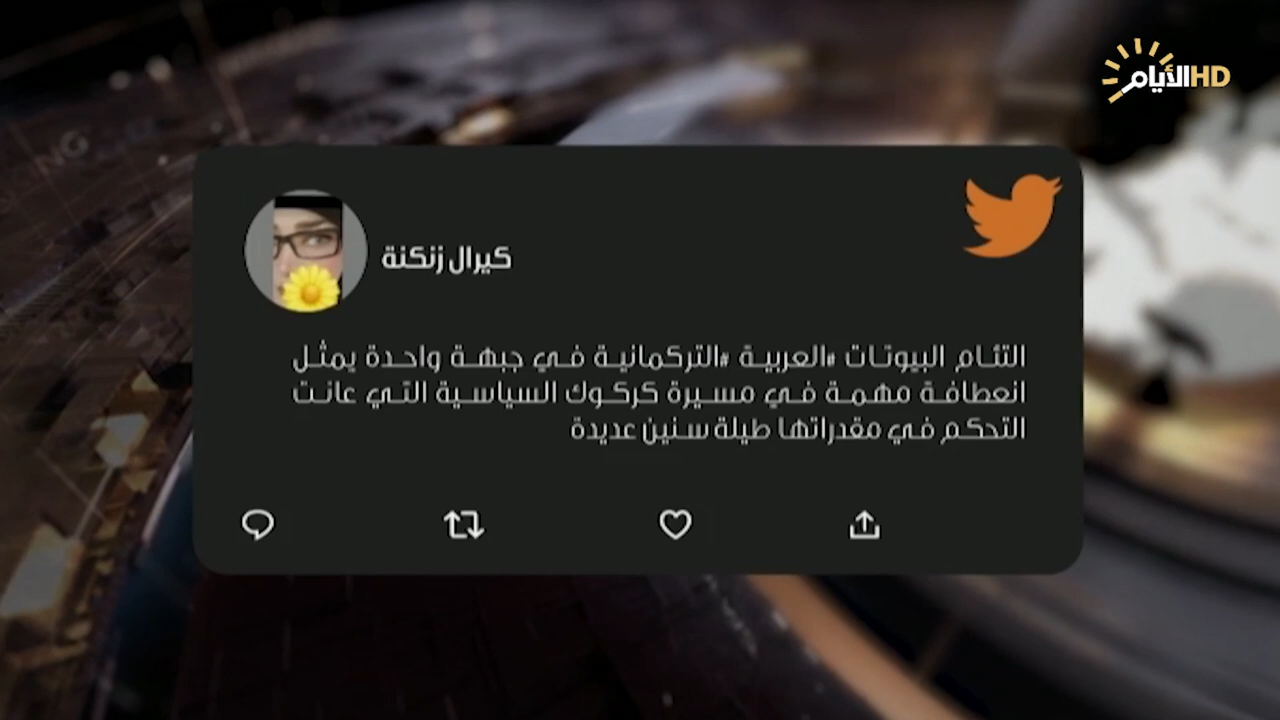 الأيام HD
كيرال زنكنة
التئام البيوتات #العربية #التركمانية في جبهة واحدة يمثل
انعطافة مهمة في مسيرة كركوك السياسية التي عانت
التحكم في مقدراتها طيلة سنين عديدة